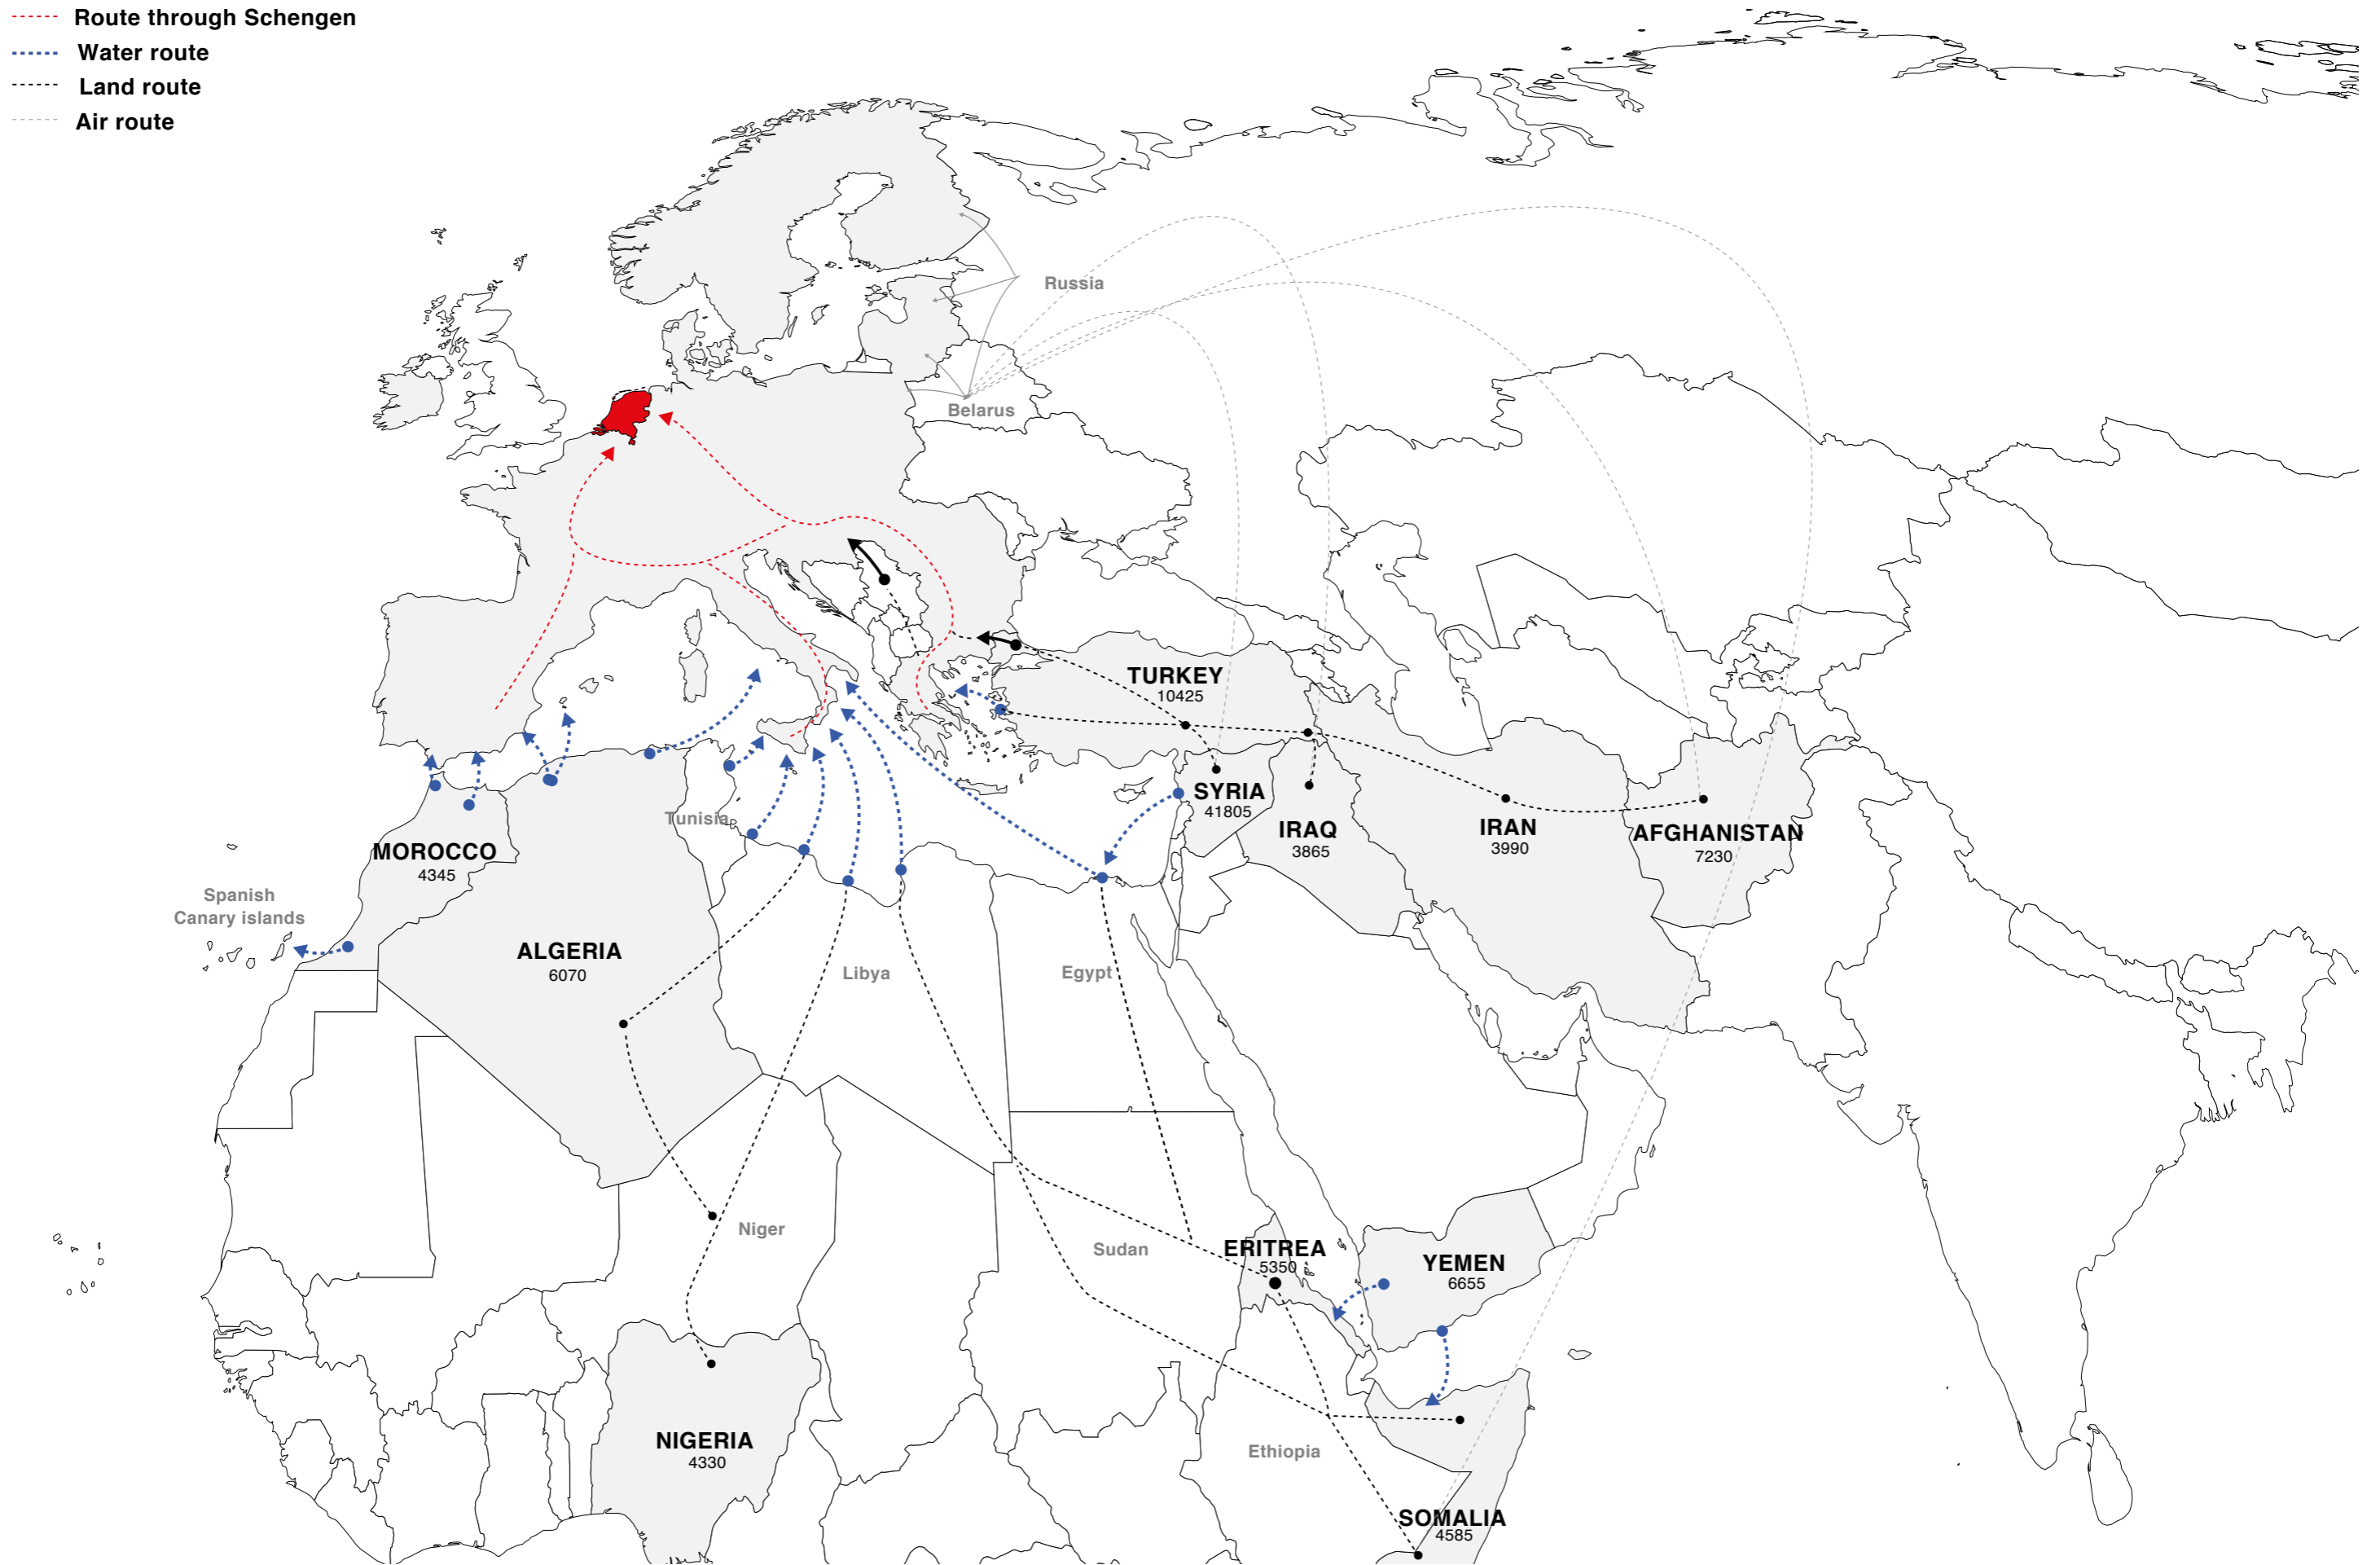 Route through Schengen
Water route
Land route
Air route
Russia
Belarus
TURKEY
10425
SYRIA
41805
IRAQ
3865
IRAN
3990
AFGHANISTAN
7230
Tunisia
MOROCCO
4345
Spanish
Canary islands
ALGERIA
6070
Libya
Egypt
Niger
Sudan
ERITREA
5350
YEMEN
6655
NIGERIA
4330
Ethiopia
SOMALIA
4585